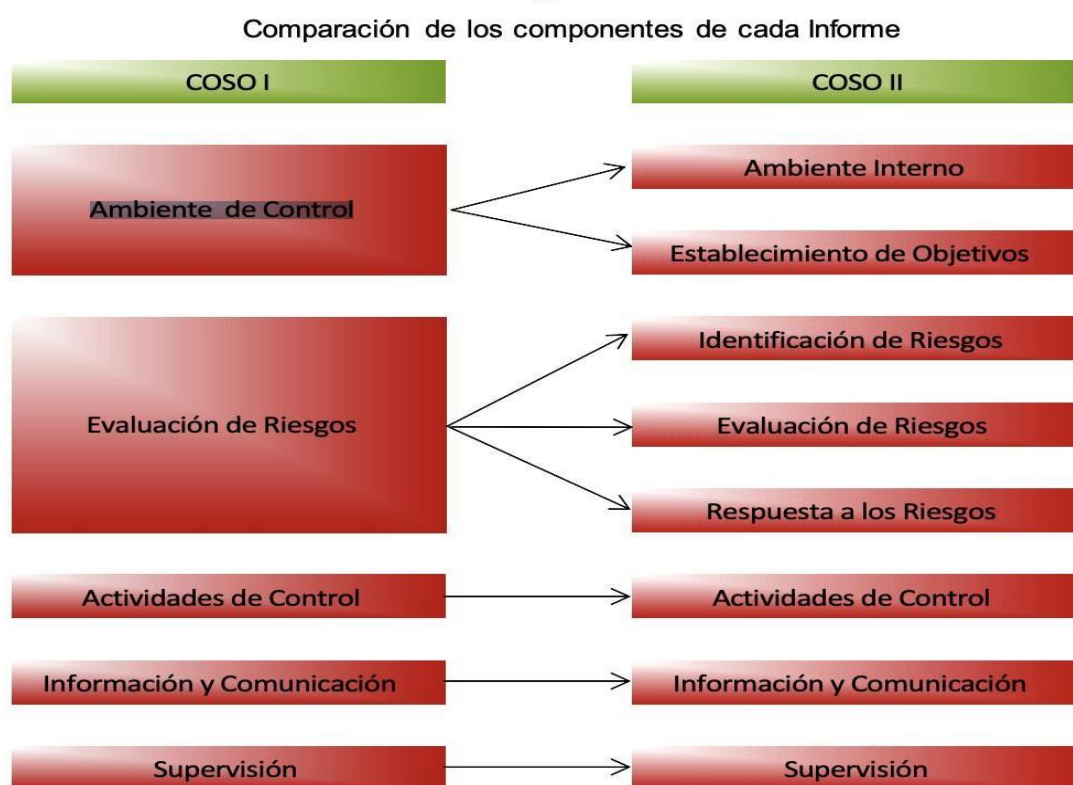 Comparación de los componentes de cada Informe
COSO I
COSO II
Ambiente de Control
Ambiente Interno
Establecimiento de Objetivos
Evaluación de Riesgos
Identificación de Riesgos
Evaluación de Riesgos
Respuesta a los Riesgos
Actividades de Control
Actividades de Control
Información y Comunicación
Información y Comunicación
Supervisión
Supervisión